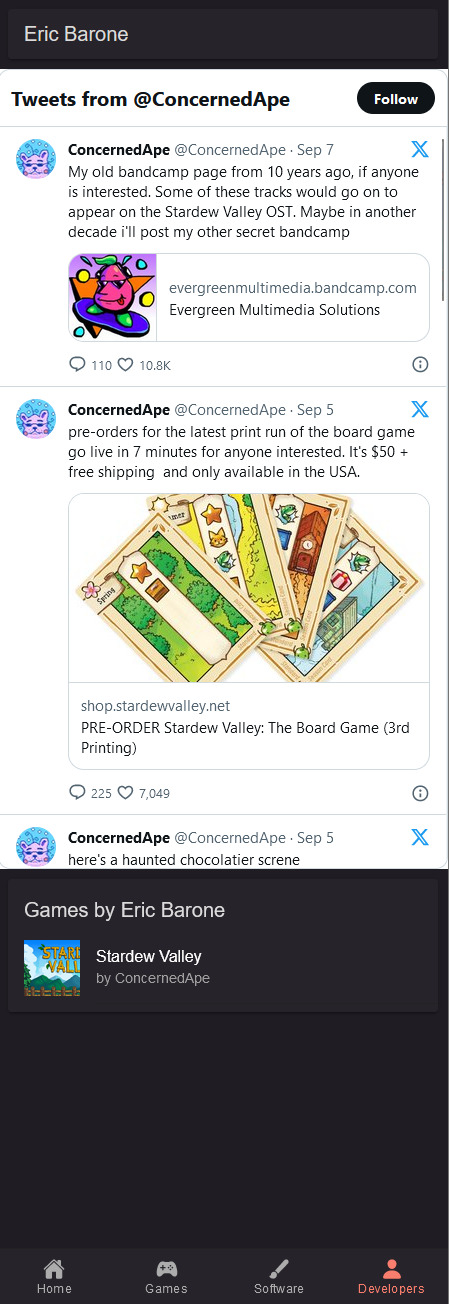 Eric Barone
Tweets from @ConcernedApe
Follow
ConcernedApe @ConcernedApe · Sep 7
My old bandcamp page from 10 years ago, if anyone
is interested. Some of these tracks would go on to
appear on the Stardew Valley OST. Maybe in another
decade i'll post my other secret bandcamp
evergreenmultimedia.bandcamp.com
Evergreen Multimedia Solutions
110 10.8K
ConcernedApe @ConcernedApe · Sep 5
pre-orders for the latest print run of the board game
go live in 7 minutes for anyone interested. It's $50 +
free shipping  and only available in the USA.
Spring
shop.stardewvalley.net
PRE-ORDER Stardew Valley: The Board Game (3rd
Printing)
225 7,049
ConcernedApe @ConcernedApe · Sep 5
here's a haunted chocolatier screne
Games by Eric Barone
Stardew Valley
by ConcernedApe
Home
Games
Software
Developers